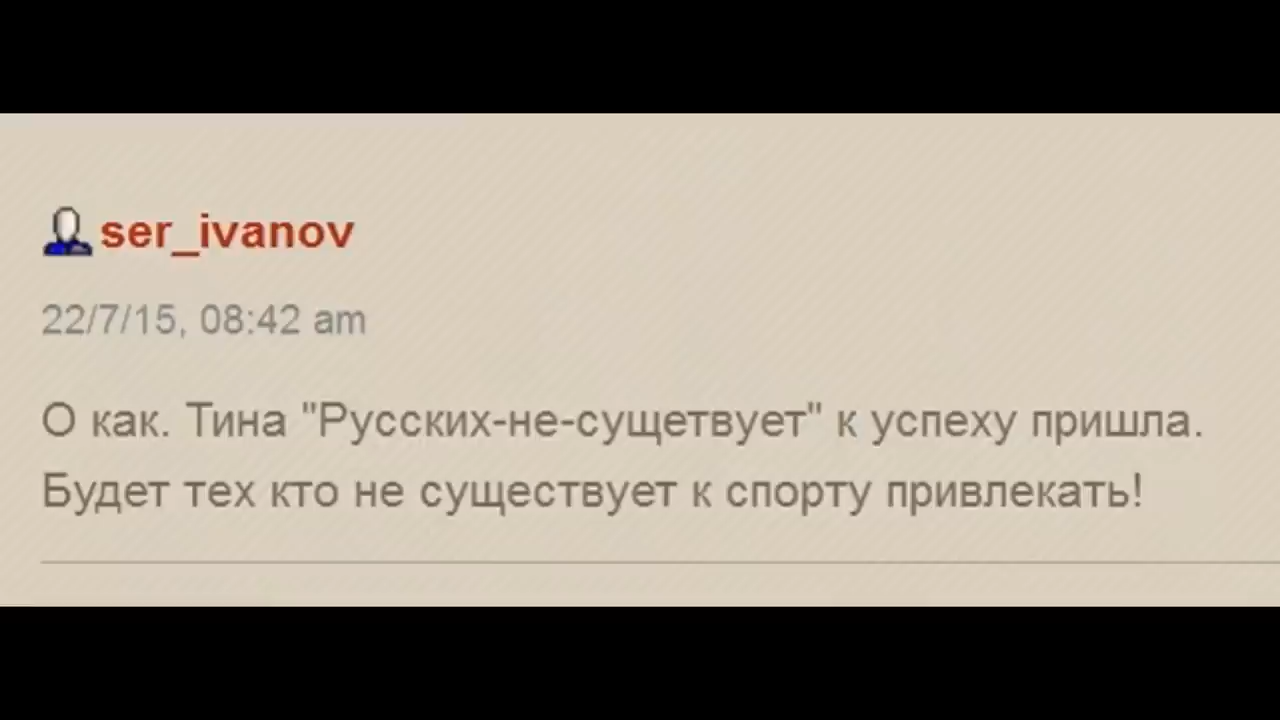 ser_ivanov
22/7/15, 08:42 am
О как. Тина "Русских-не-сущетвует" к успеху пришла.
Будет тех кто не существует к спорту привлекать!